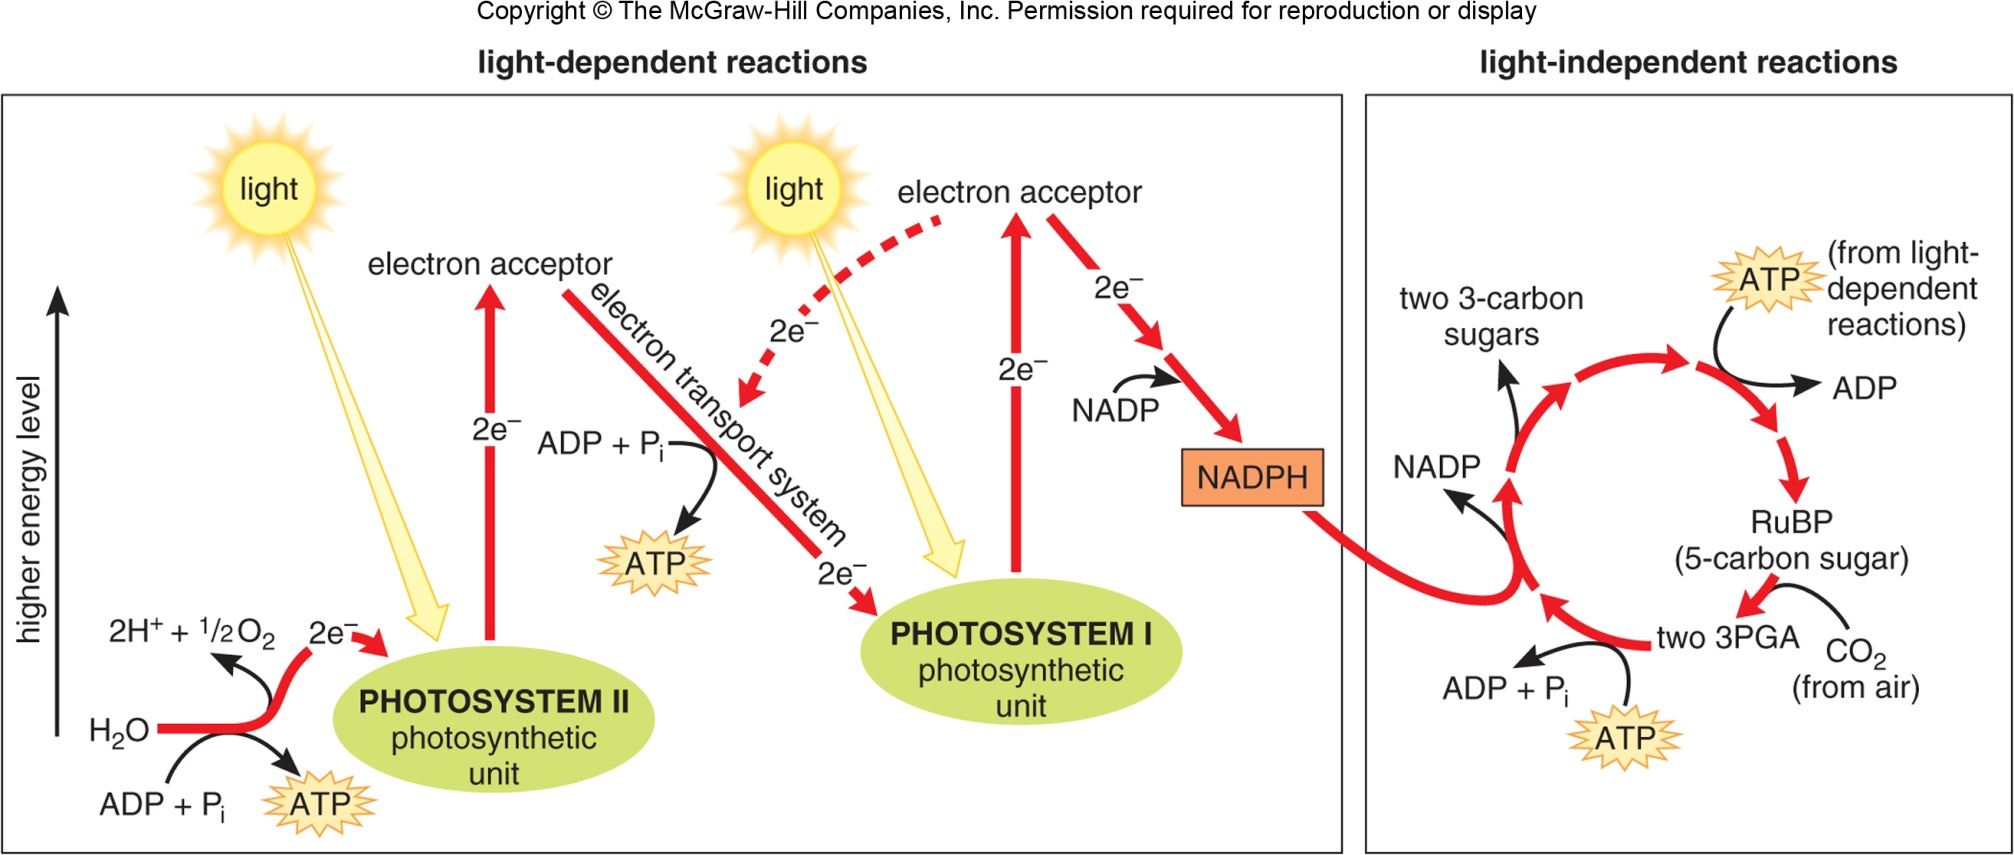 Copyright © The McGraw-Hill Companies, Inc. Permission required for reproduction or display
light-dependent reactions
light
light
electron acceptor
electron acceptor
electron transport system
2e⁻
2e⁻
2e⁻
2e⁻
NADP
NADPH
ADP + Pᵢ
ATP
2e⁻
higher energy level
2H⁺ + 1/2 O₂
2e⁻
H₂O
ADP + Pᵢ
ATP
PHOTOSYSTEM II
photosynthetic
unit
PHOTOSYSTEM I
photosynthetic
unit
light-independent reactions
two 3-carbon
sugars
ATP
(from light-
dependent
reactions)
ADP
NADP
RuBP
(5-carbon sugar)
two 3PGA
CO₂
(from air)
ADP + Pᵢ
ATP